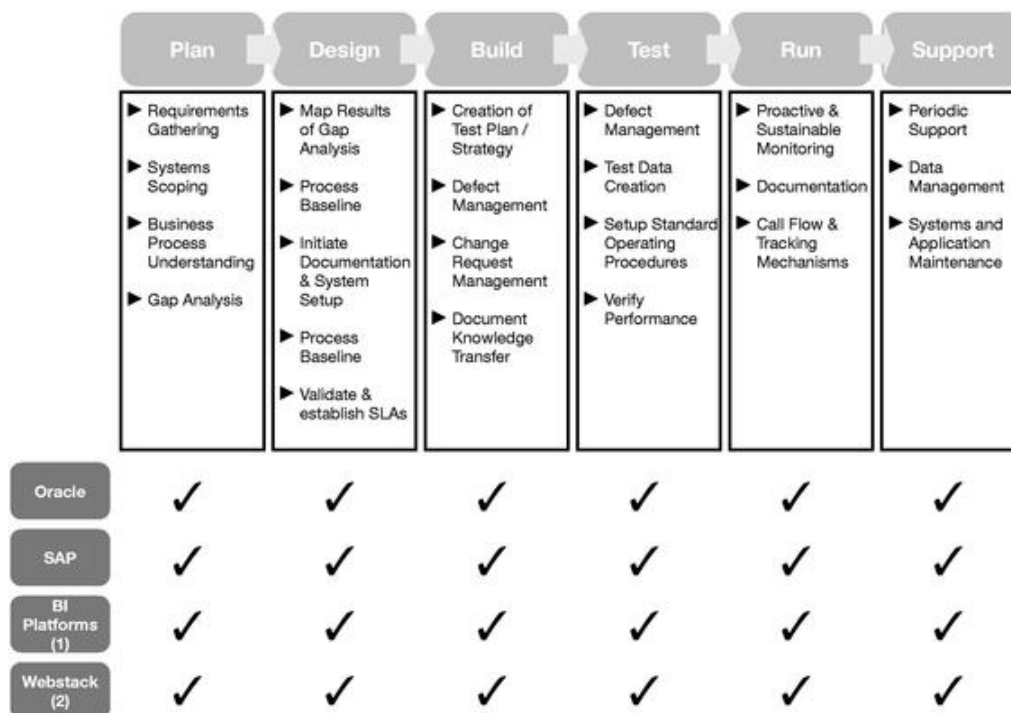 Plan
Design
Build
Test
Run
Support
Requirements
Gathering
Systems
Scoping
Business
Process
Understanding
Gap Analysis
Map Results
of Gap
Analysis
Process
Baseline
Initiate
Documentation
& System
Setup
Process
Baseline
Validate &
establish SLAs
Creation of
Test Plan /
Strategy
Defect
Management
Change
Request
Management
Document
Knowledge
Transfer
Defect
Management
Test Data
Creation
Setup Standard
Operating
Procedures
Verify
Performance
Proactive &
Sustainable
Monitoring
Documentation
Call Flow &
Tracking
Mechanisms
Periodic
Support
Data
Management
Systems and
Application
Maintenance
Oracle
SAP
BI
Platforms
(1)
Webstack
(2)